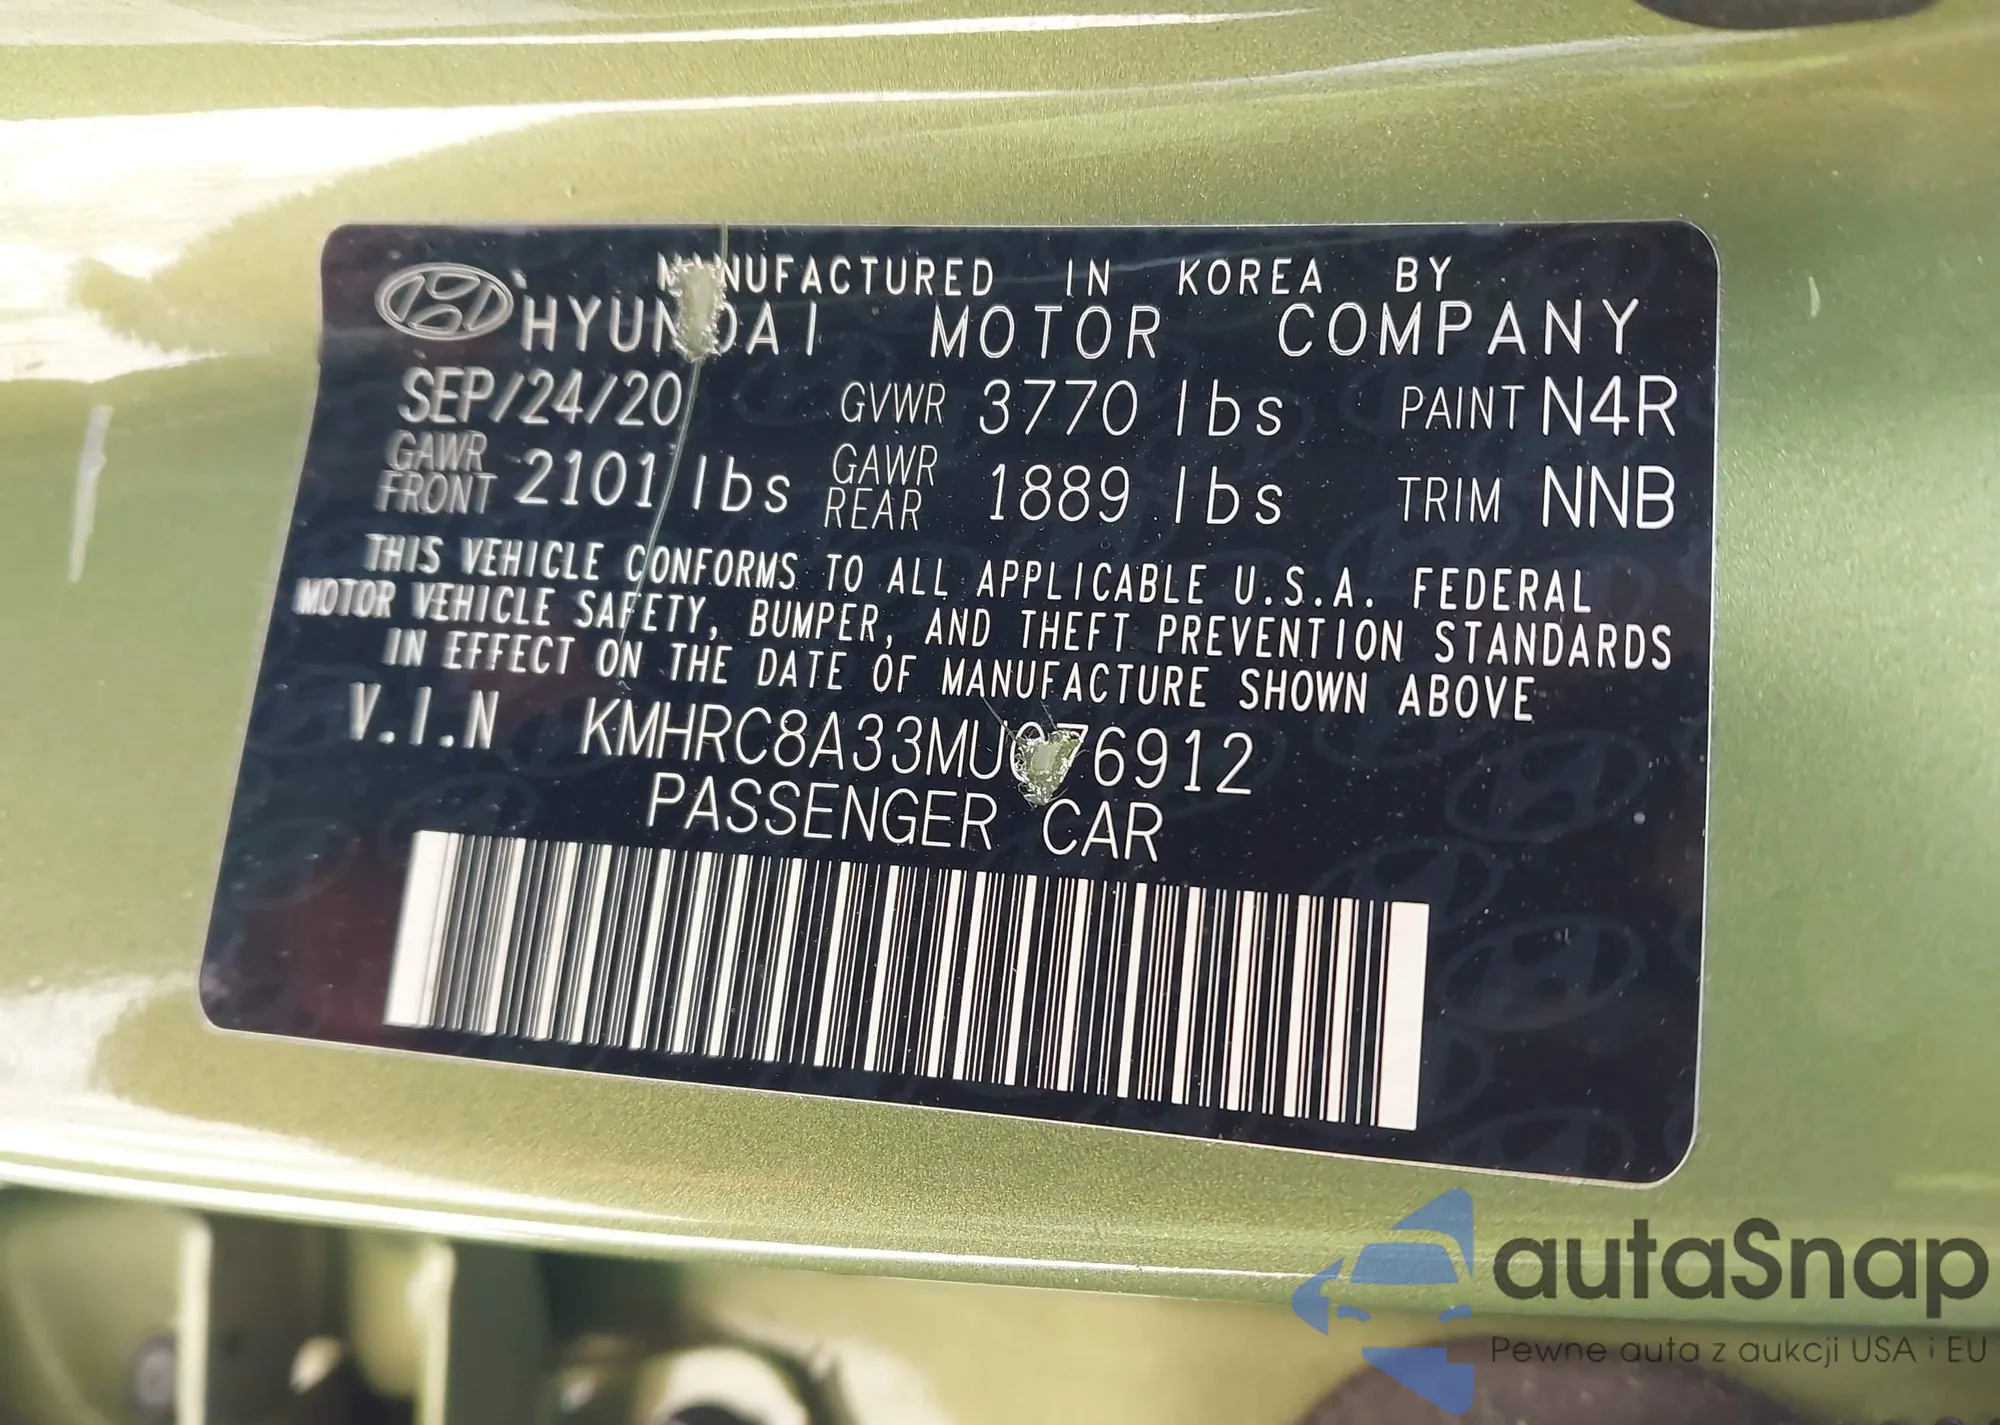 MANUFACTURED IN KOREA BY
HYUNDAI MOTOR COMPANY
SEP/24/20 GVWR 3770 lbs PAINT N4R
GAWR FRONT 2101 lbs GAWR REAR 1889 lbs TRIM NNB
THIS VEHICLE CONFORMS TO ALL APPLICABLE U.S.A. FEDERAL
MOTOR VEHICLE SAFETY, BUMPER, AND THEFT PREVENTION STANDARDS
IN EFFECT ON THE DATE OF MANUFACTURE SHOWN ABOVE
V.I.N KMHRC8A33MU076912
PASSENGER CAR
autaSnap
Pewne auta z aukcji USA i EU